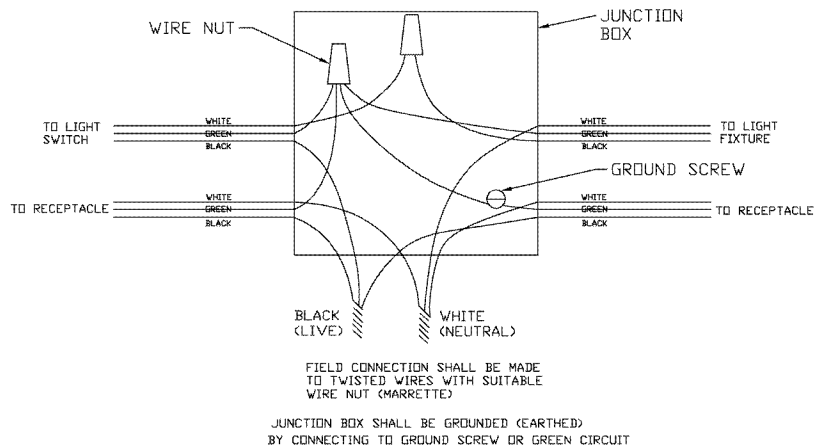 WIRE NUT
JUNCTION
BOX
TO LIGHT
SWITCH
WHITE
GREEN
BLACK
WHITE
GREEN
BLACK
TO LIGHT
FIXTURE
GROUND SCREW
TO RECEPTACLE
WHITE
GREEN
BLACK
WHITE
GREEN
BLACK
TO RECEPTACLE
BLACK
(LIVE)
WHITE
(NEUTRAL)
FIELD CONNECTION SHALL BE MADE
TO TWISTED WIRES WITH SUITABLE
WIRE NUT (MARRETTE)
JUNCTION BOX SHALL BE GROUNDED (EARTHED)
BY CONNECTING TO GROUND SCREW OR GREEN CIRCUIT